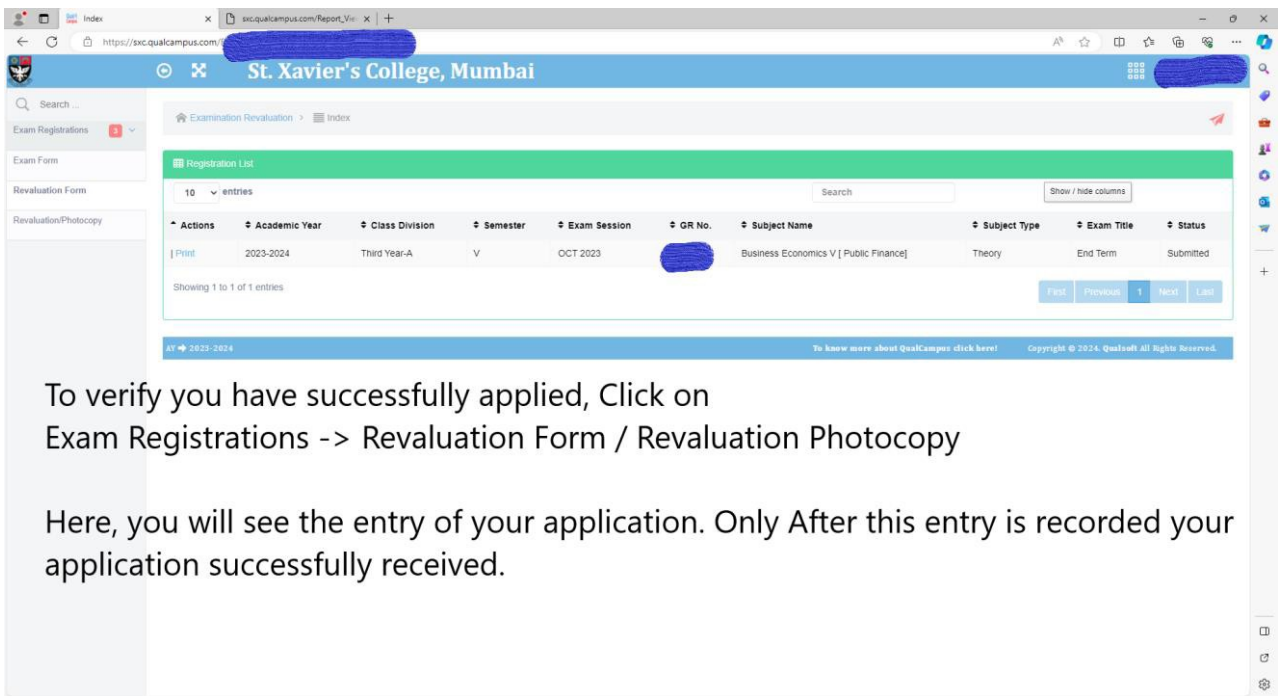 Index
sxc.qualcampus.com/Report_Vie
https://sxc.qualcampus.com/
St. Xavier's College, Mumbai
Search ...
Exam Registrations 3
Exam Form
Revaluation Form
Revaluation/Photocopy
Examination Revaluation > Index
Registration List
10 entries
Search
Show / hide columns
Actions Academic Year Class Division Semester Exam Session GR No. Subject Name Subject Type Exam Title Status
| Print 2023-2024 Third Year-A V OCT 2023 Business Economics V [ Public Finance] Theory End Term Submitted
Showing 1 to 1 of 1 entries
First Previous 1 Next Last
AY ➔ 2023-2024 To know more about QualCampus click here! Copyright © 2024. Qualsoft All Rights Reserved.
To verify you have successfully applied, Click on
Exam Registrations -> Revaluation Form / Revaluation Photocopy
Here, you will see the entry of your application. Only After this entry is recorded your
application successfully received.